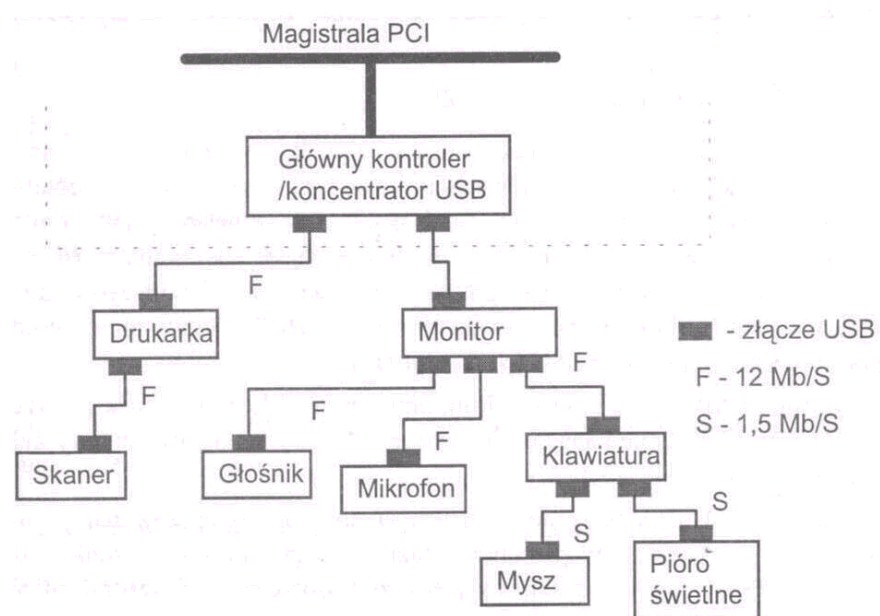 Magistrala PCI
Główny kontroler
/koncentrator USB
F
Drukarka
Monitor
- złącze USB
F
F
F
F - 12 Mb/S
F
S - 1,5 Mb/S
Skaner
Głośnik
Mikrofon
Klawiatura
S
S
Mysz
Pióro
świetlne